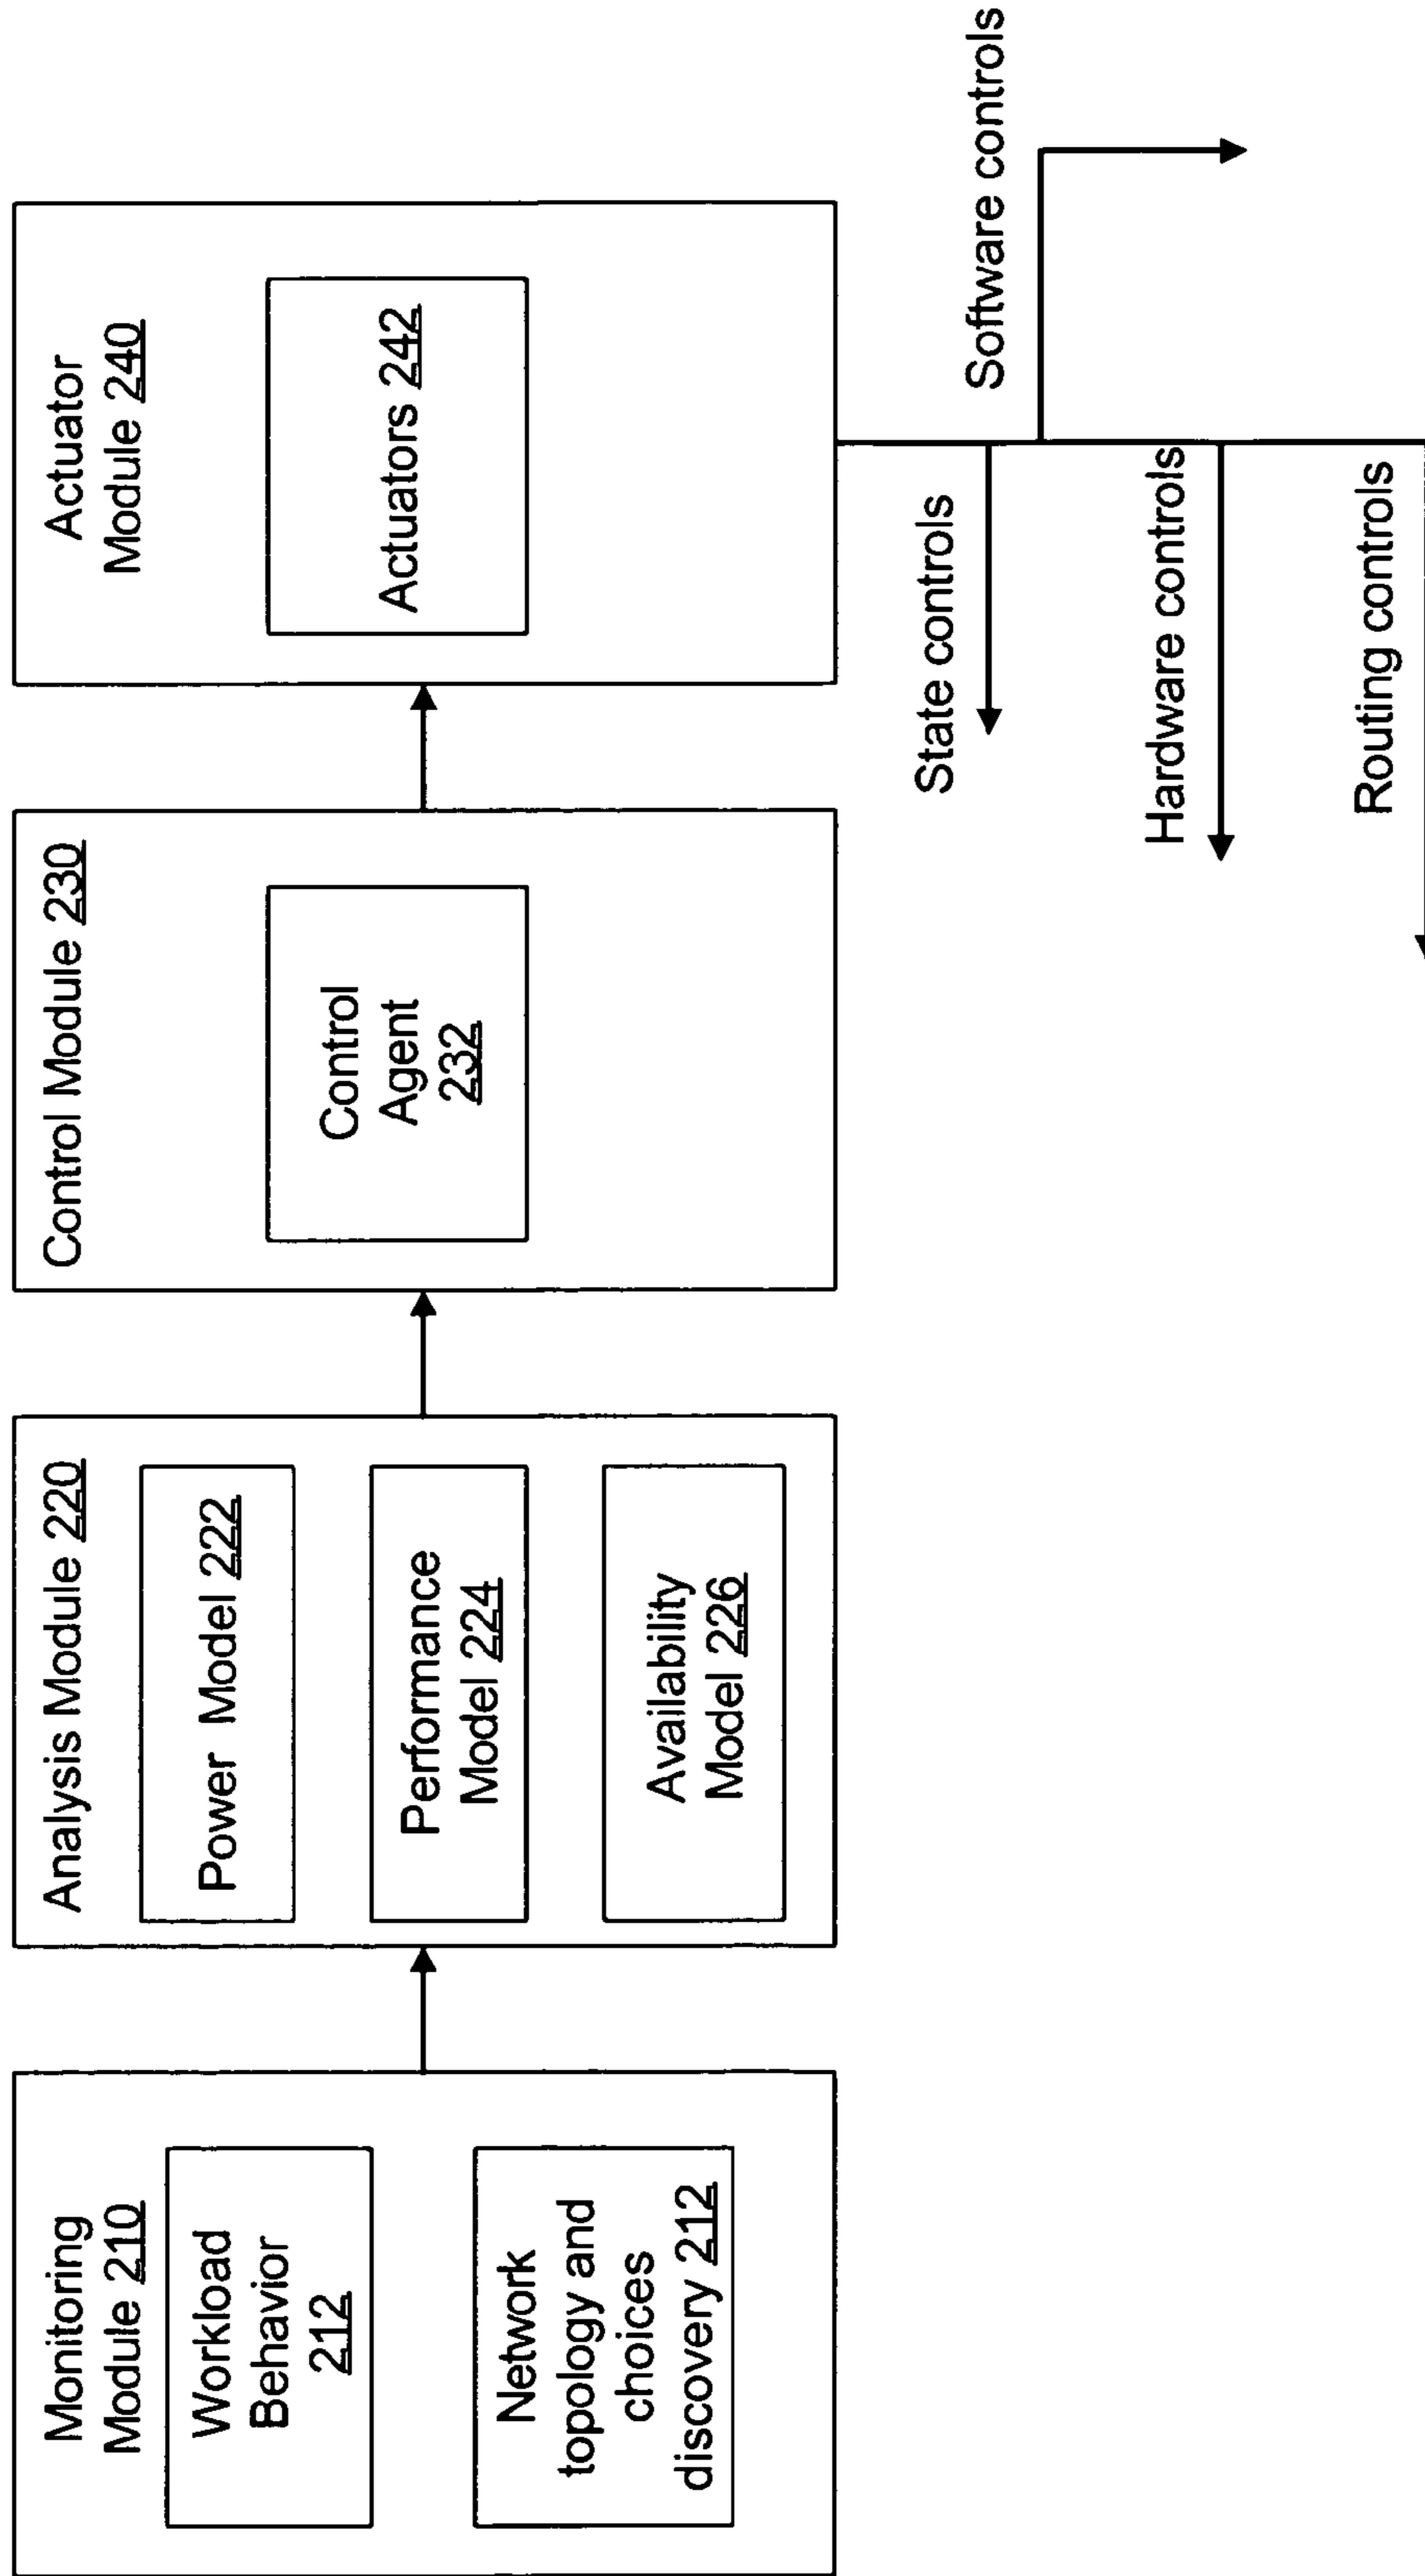 Monitoring
Module 210
Workload
Behavior
212
Network
topology and
choices
discovery 212
Analysis Module 220
Power Model 222
Performance
Model 224
Availability
Model 226
Control Module 230
Control
Agent
232
Actuator
Module 240
Actuators 242
State controls
Software controls
Hardware controls
Routing controls